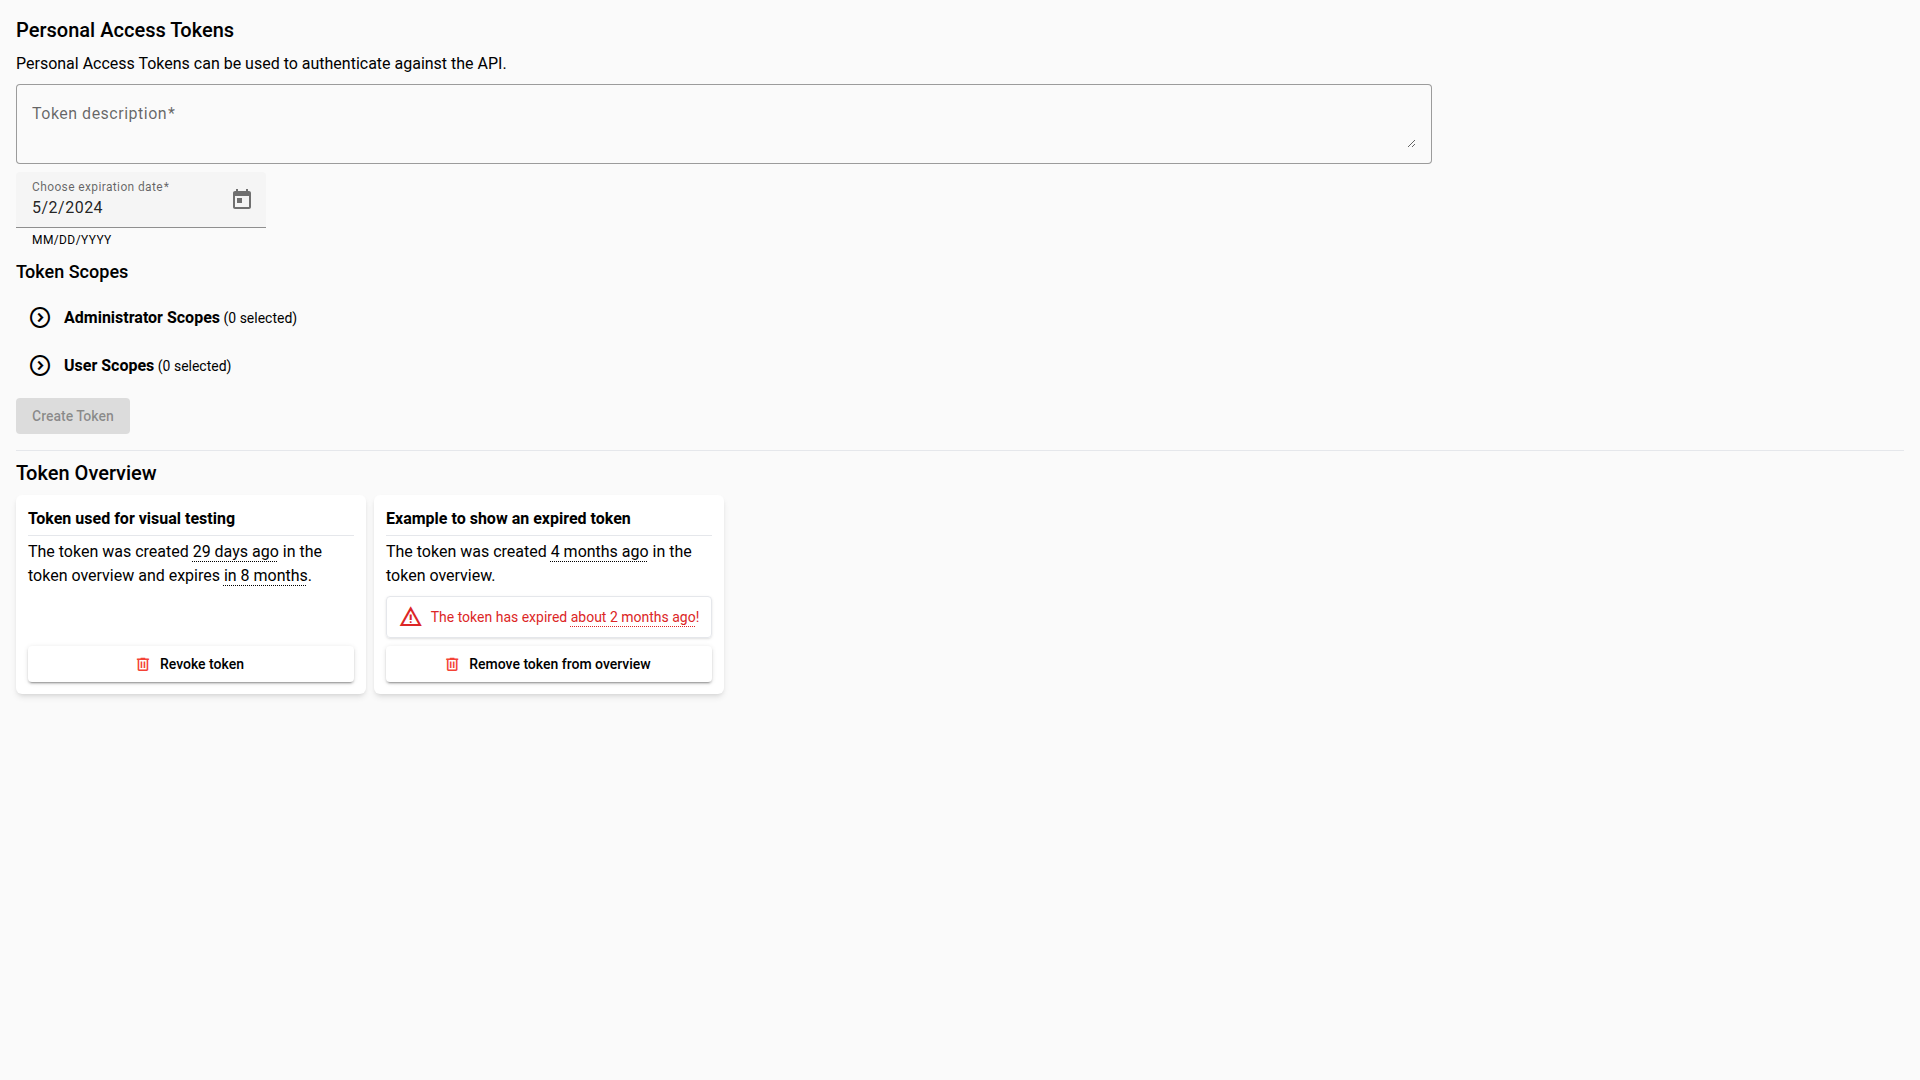 Personal Access Tokens
Personal Access Tokens can be used to authenticate against the API.
Token description*
Choose expiration date*
5/2/2024
MM/DD/YYYY
Token Scopes
Administrator Scopes (0 selected)
User Scopes (0 selected)
Create Token
Token Overview
Token used for visual testing
The token was created 29 days ago in the
token overview and expires in 8 months.
Revoke token
Example to show an expired token
The token was created 4 months ago in the
token overview.
The token has expired about 2 months ago!
Remove token from overview